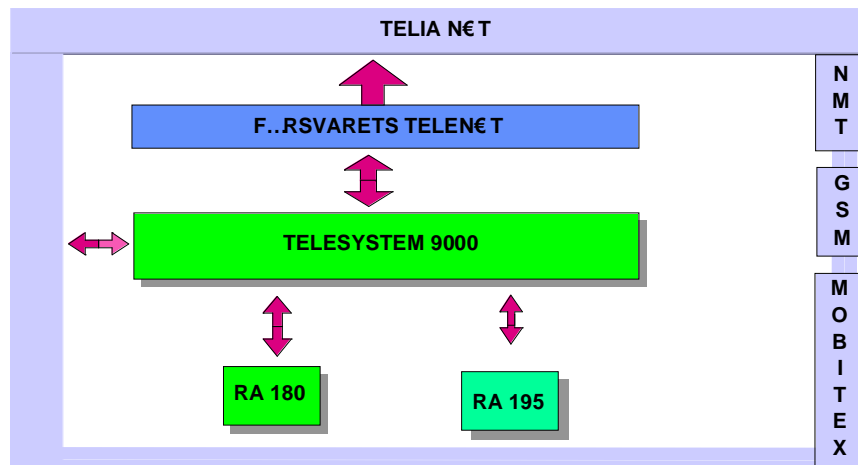 TELIA N€T
F…RSVARETS TELEN€T
TELESYSTEM 9000
RA 180
RA 195
NMT
GSM
MOBITEX